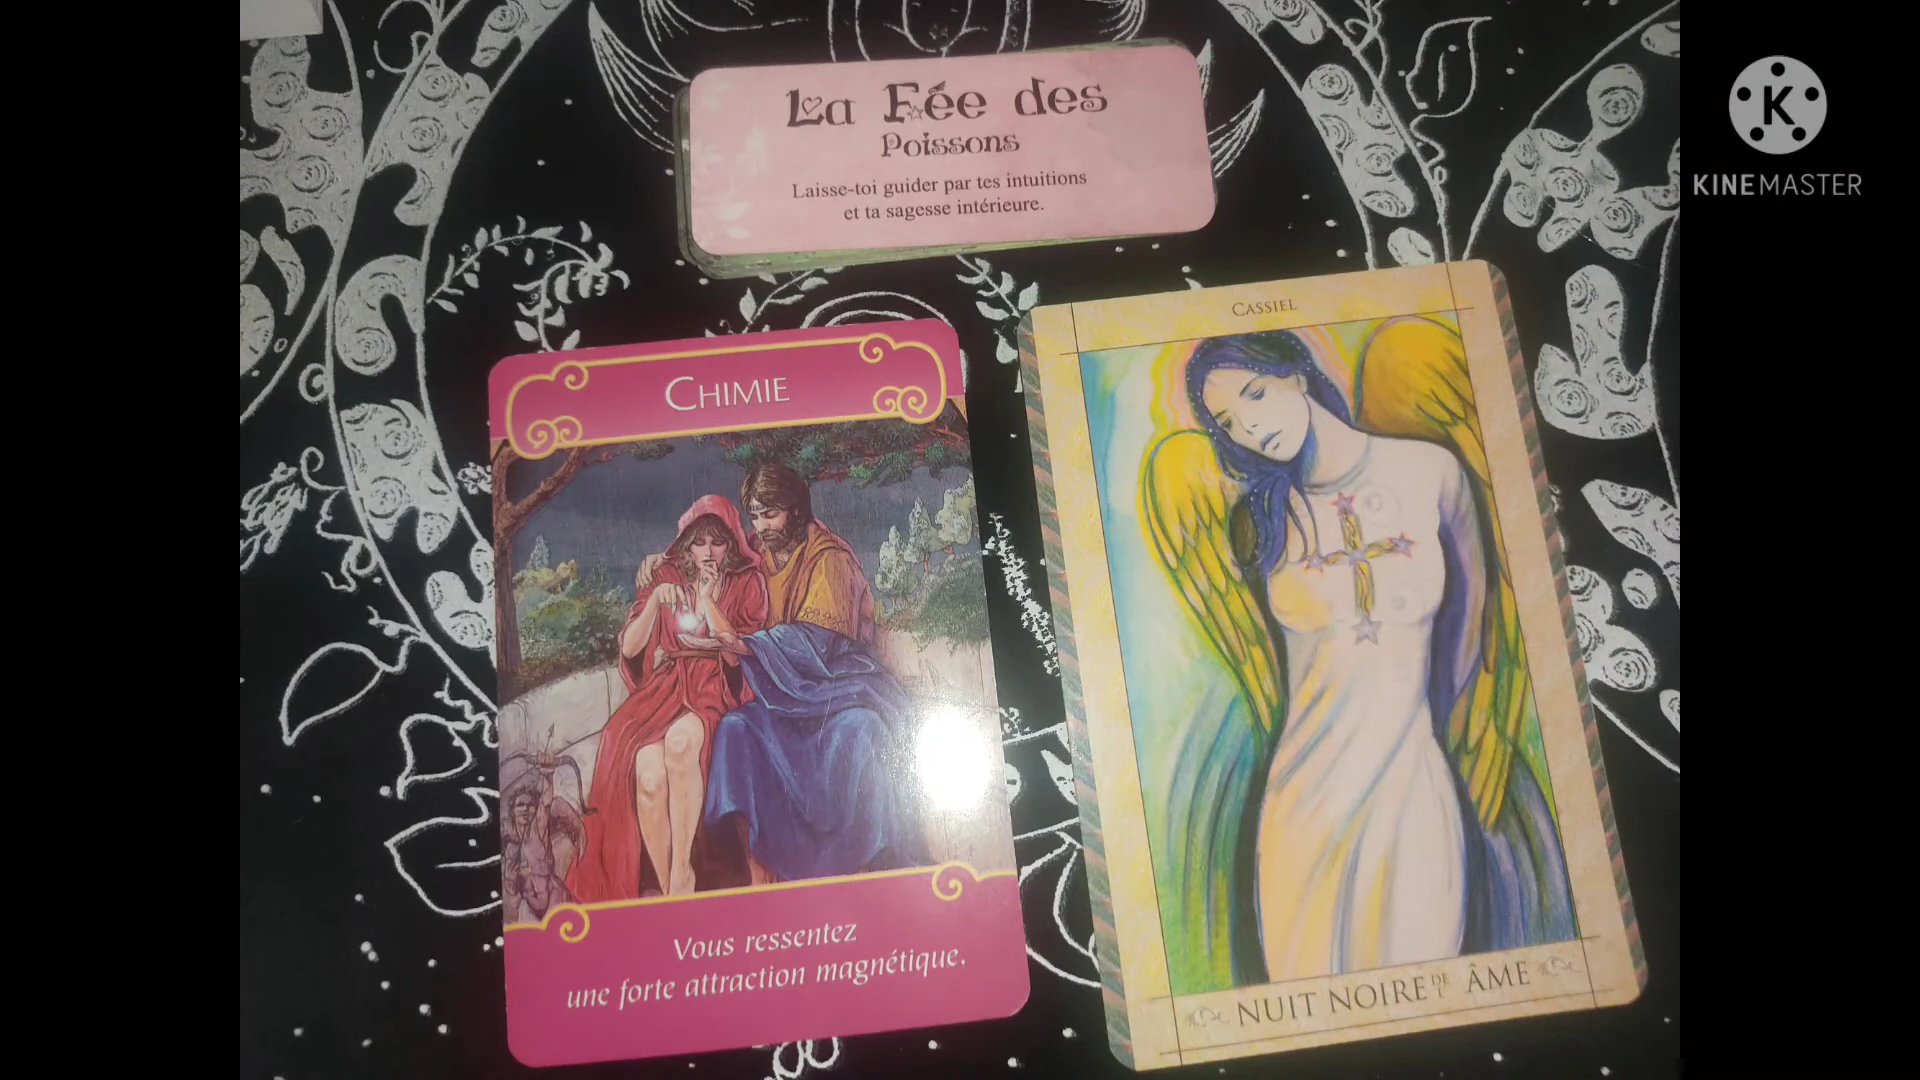 La Fée des
Poissons
Laisse-toi guider par tes intuitions
et ta sagesse intérieure.
K
KINEMASTER
CHIMIE
Vous ressentez
une forte attraction magnétique.
CASSIEL
NUIT NOIRE DE L' ÂME